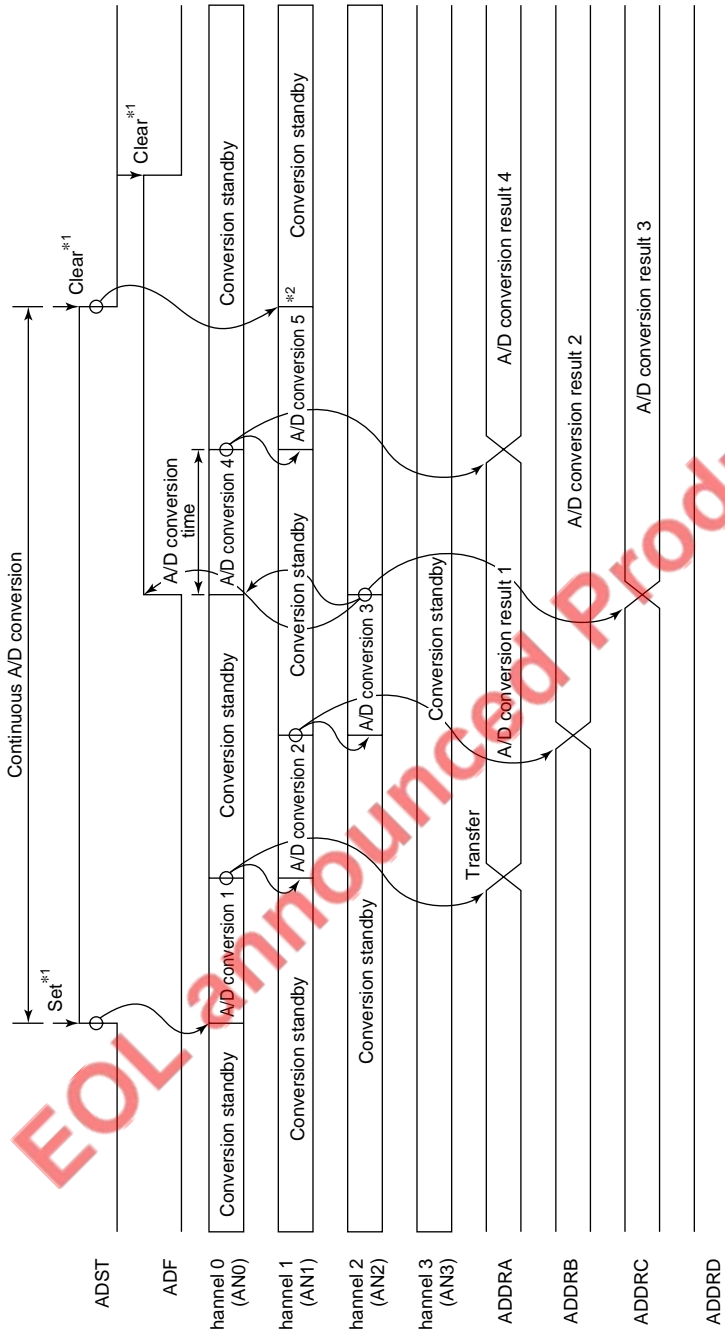 Continuous A/D conversion
Set*1
Clear*1
Clear*1
ADST
ADF
A/D conversion
time
hannel 0
(AN0)
Conversion standby
A/D conversion 1
Conversion standby
A/D conversion 4
Conversion standby
hannel 1
(AN1)
Conversion standby
A/D conversion 2
Conversion standby
A/D conversion 5
*2
Conversion standby
hannel 2
(AN2)
Conversion standby
A/D conversion 3
hannel 3
(AN3)
Conversion standby
Transfer
ADDRA
A/D conversion result 1
A/D conversion result 4
ADDRB
A/D conversion result 2
ADDRC
A/D conversion result 3
ADDRD
EOL announced